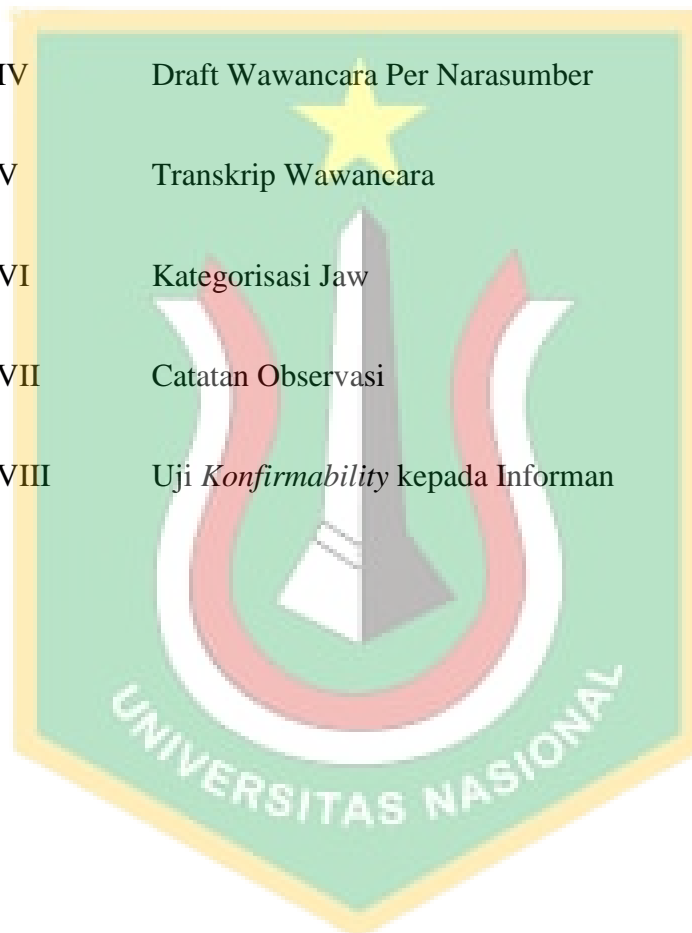 IV Draft Wawancara Per Narasumber
V Transkrip Wawancara
VI Kategorisasi Jaw
VII Catatan Observasi
VIII Uji Konfirmability kepada Informan
UNIVERSITAS NASIONAL